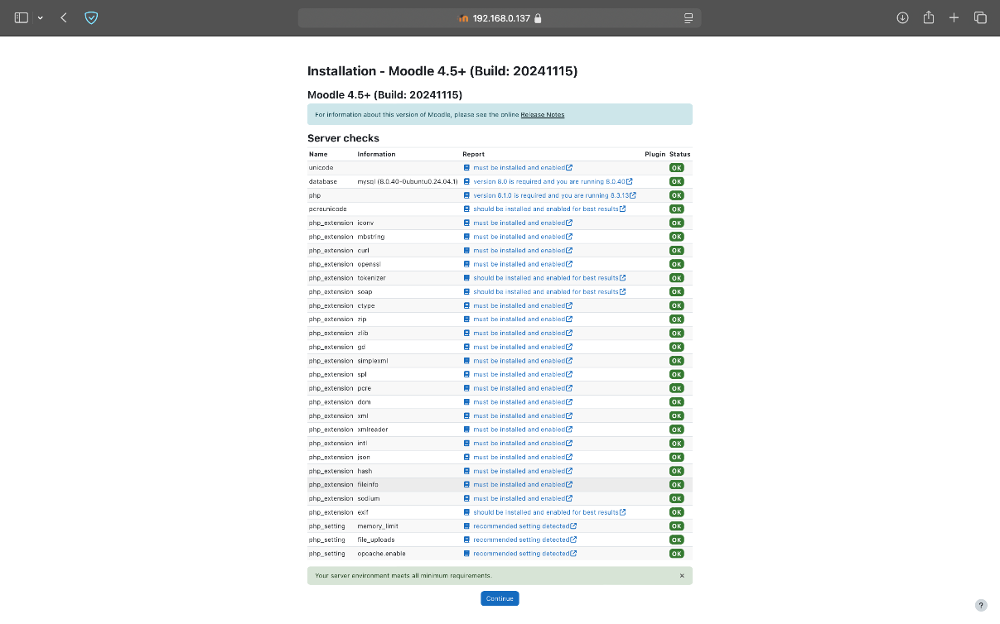 192.168.0.137
Installation - Moodle 4.5+ (Build: 20241115)
Moodle 4.5+ (Build: 20241115)
For information about this version of Moodle, please see the online Release Notes
Server checks
Name Information Report Plugin Status
unicode must be installed and enabled OK
database mysql (8.0.40-0ubuntu0.24.04.1) version 8.0 is required and you are running 8.0.40 OK
php version 8.1.0 is required and you are running 8.3.13 OK
pcreunicode should be installed and enabled for best results OK
php_extension iconv must be installed and enabled OK
php_extension mbstring must be installed and enabled OK
php_extension curl must be installed and enabled OK
php_extension openssl must be installed and enabled OK
php_extension tokenizer should be installed and enabled for best results OK
php_extension soap should be installed and enabled for best results OK
php_extension ctype must be installed and enabled OK
php_extension zip must be installed and enabled OK
php_extension zlib must be installed and enabled OK
php_extension gd must be installed and enabled OK
php_extension simplexml must be installed and enabled OK
php_extension spl must be installed and enabled OK
php_extension pcre must be installed and enabled OK
php_extension dom must be installed and enabled OK
php_extension xml must be installed and enabled OK
php_extension xmlreader must be installed and enabled OK
php_extension intl must be installed and enabled OK
php_extension json must be installed and enabled OK
php_extension hash must be installed and enabled OK
php_extension fileinfo must be installed and enabled OK
php_extension sodium must be installed and enabled OK
php_extension exif should be installed and enabled for best results OK
php_setting memory_limit recommended setting detected OK
php_setting file_uploads recommended setting detected OK
php_setting opcache.enable recommended setting detected OK
Your server environment meets all minimum requirements. ×
Continue
?